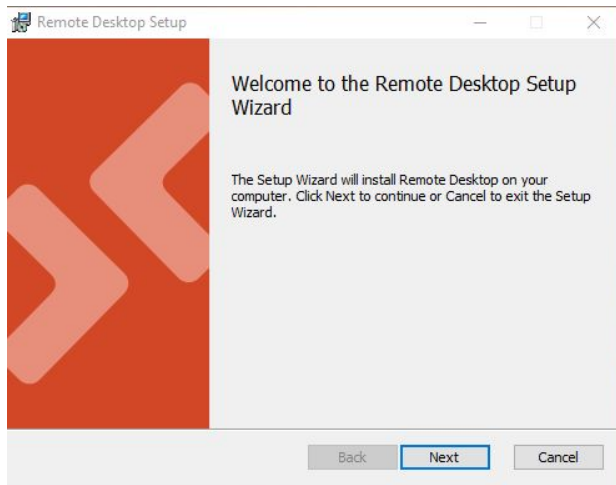 Remote Desktop Setup
Welcome to the Remote Desktop Setup
Wizard
The Setup Wizard will install Remote Desktop on your
computer. Click Next to continue or Cancel to exit the Setup
Wizard.
Back Next Cancel